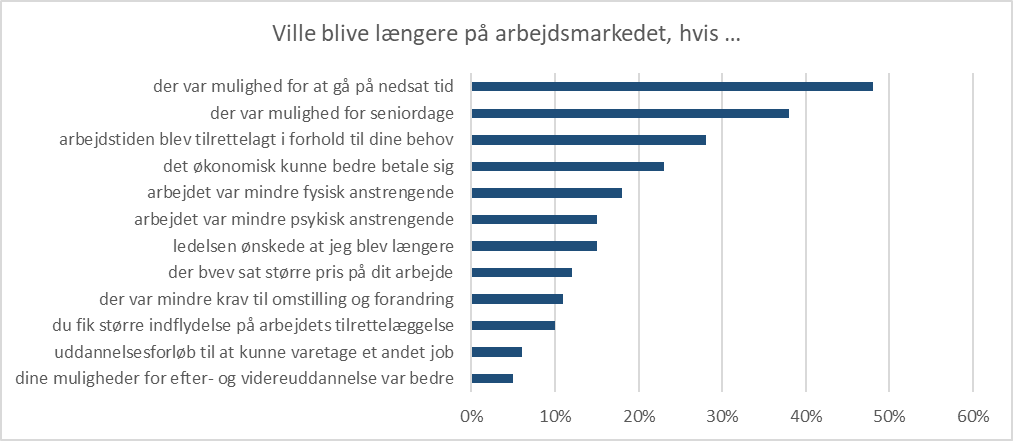 Ville blive længere på arbejdsmarkedet, hvis …
der var mulighed for at gå på nedsat tid
der var mulighed for seniordage
arbejdstiden blev tilrettelagt i forhold til dine behov
det økonomisk kunne bedre betale sig
arbejdet var mindre fysisk anstrengende
arbejdet var mindre psykisk anstrengende
ledelsen ønskede at jeg blev længere
der bvev sat større pris på dit arbejde
der var mindre krav til omstilling og forandring
du fik større indflydelse på arbejdets tilrettelæggelse
uddannelsesforløb til at kunne varetage et andet job
dine muligheder for efter- og videreuddannelse var bedre
0% 10% 20% 30% 40% 50% 60%